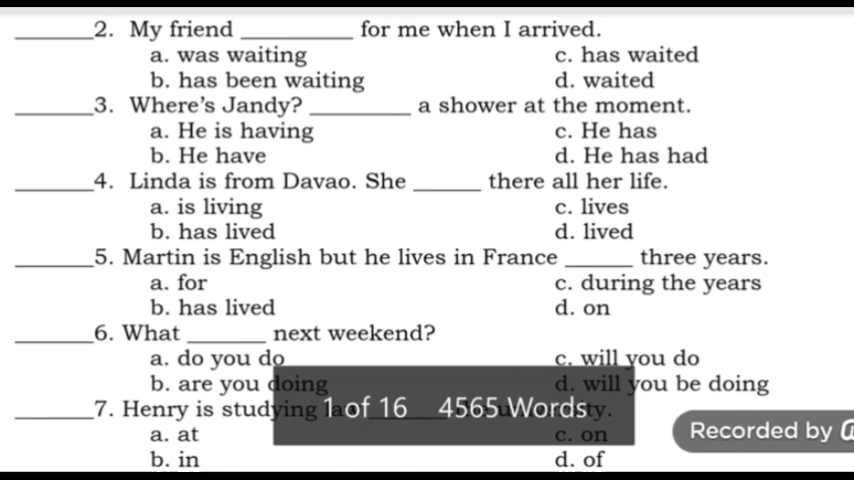 _______2. My friend __________ for me when I arrived.
a. was waiting c. has waited
b. has been waiting d. waited
_______3. Where's Jandy? _________ a shower at the moment.
a. He is having c. He has
b. He have d. He has had
_______4. Linda is from Davao. She ______ there all her life.
a. is living c. lives
b. has lived d. lived
_______5. Martin is English but he lives in France ______ three years.
a. for c. during the years
b. has lived d. on
_______6. What _______ next weekend?
a. do you do c. will you do
b. are you doing d. will you be doing
_______7. Henry is studying
1 of 16 4565 Words
a. at c. on
b. in d. of
Recorded by